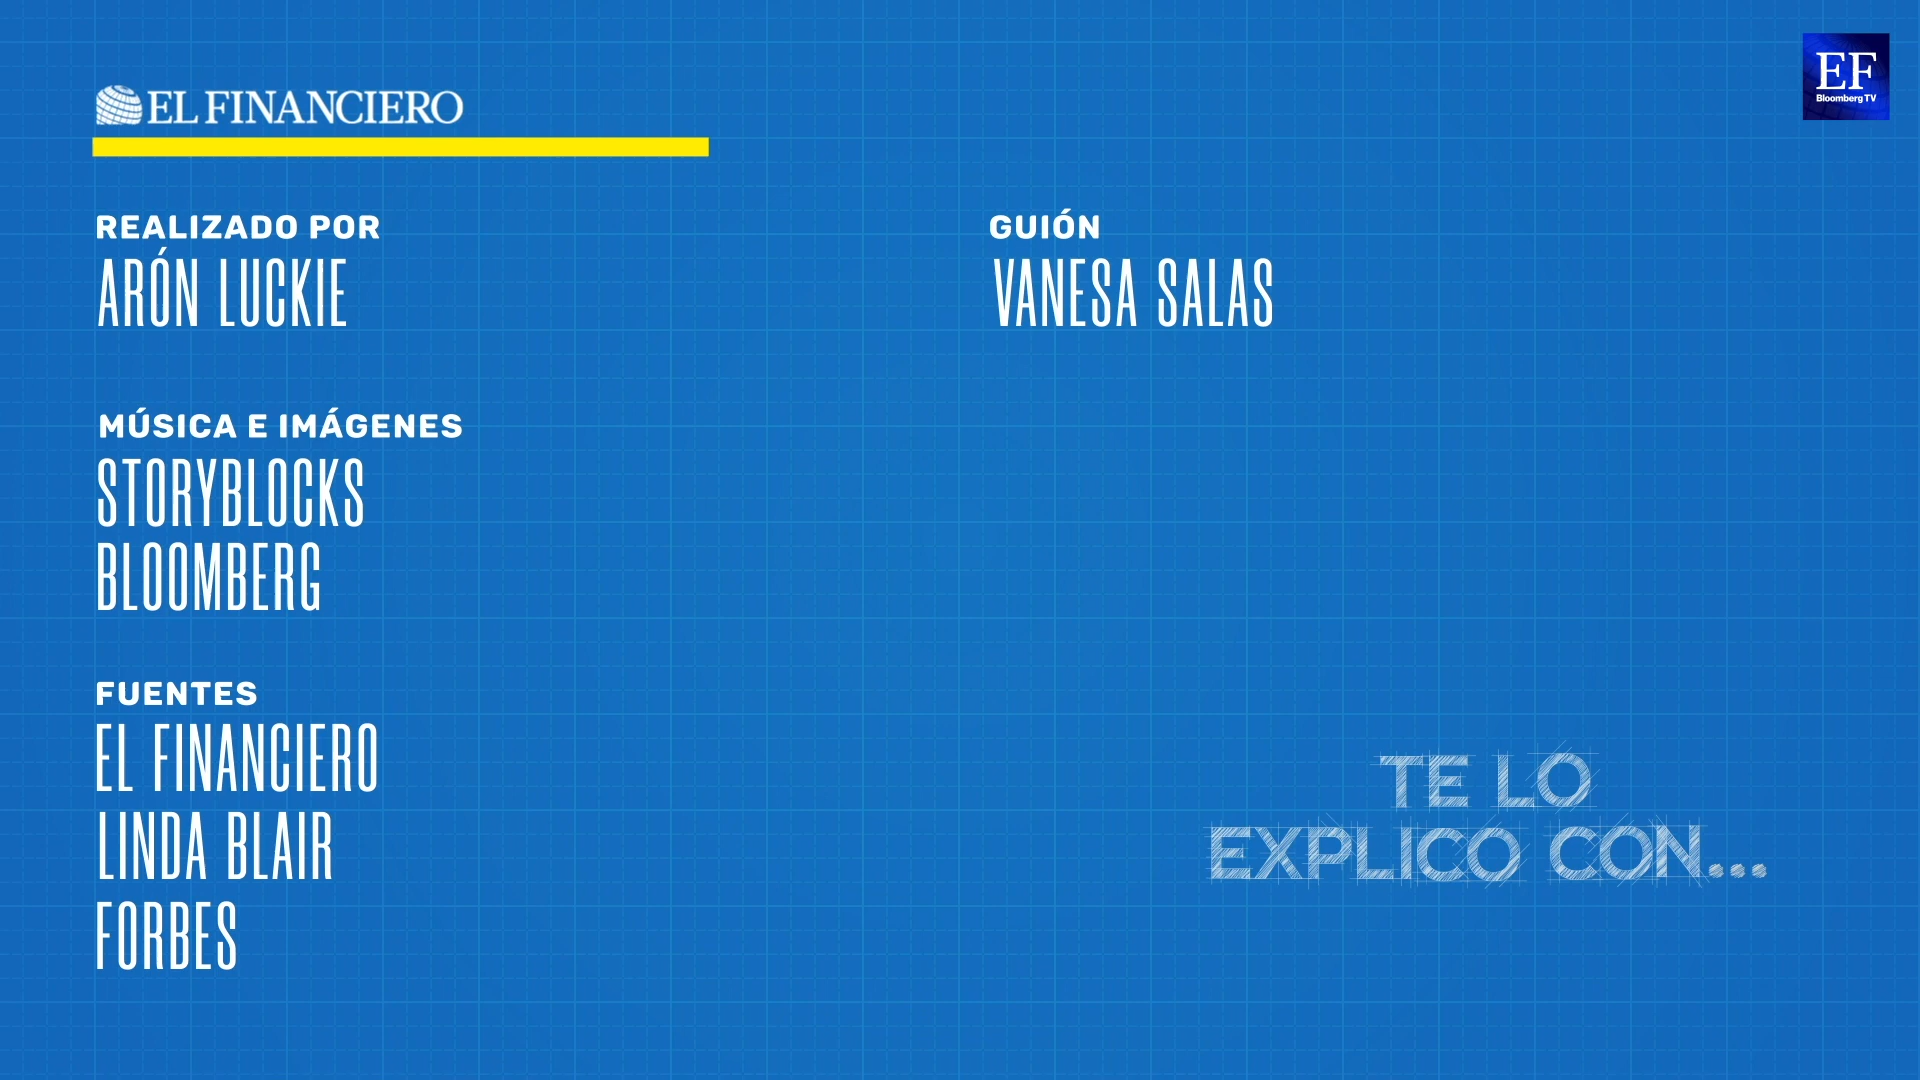 EF
Bloomberg TV
EL FINANCIERO
REALIZADO POR
ARÓN LUCKIE
GUIÓN
VANESA SALAS
MÚSICA E IMÁGENES
STORYBLOCKS
BLOOMBERG
FUENTES
EL FINANCIERO
LINDA BLAIR
FORBES
TE LO
EXPLICO CON...